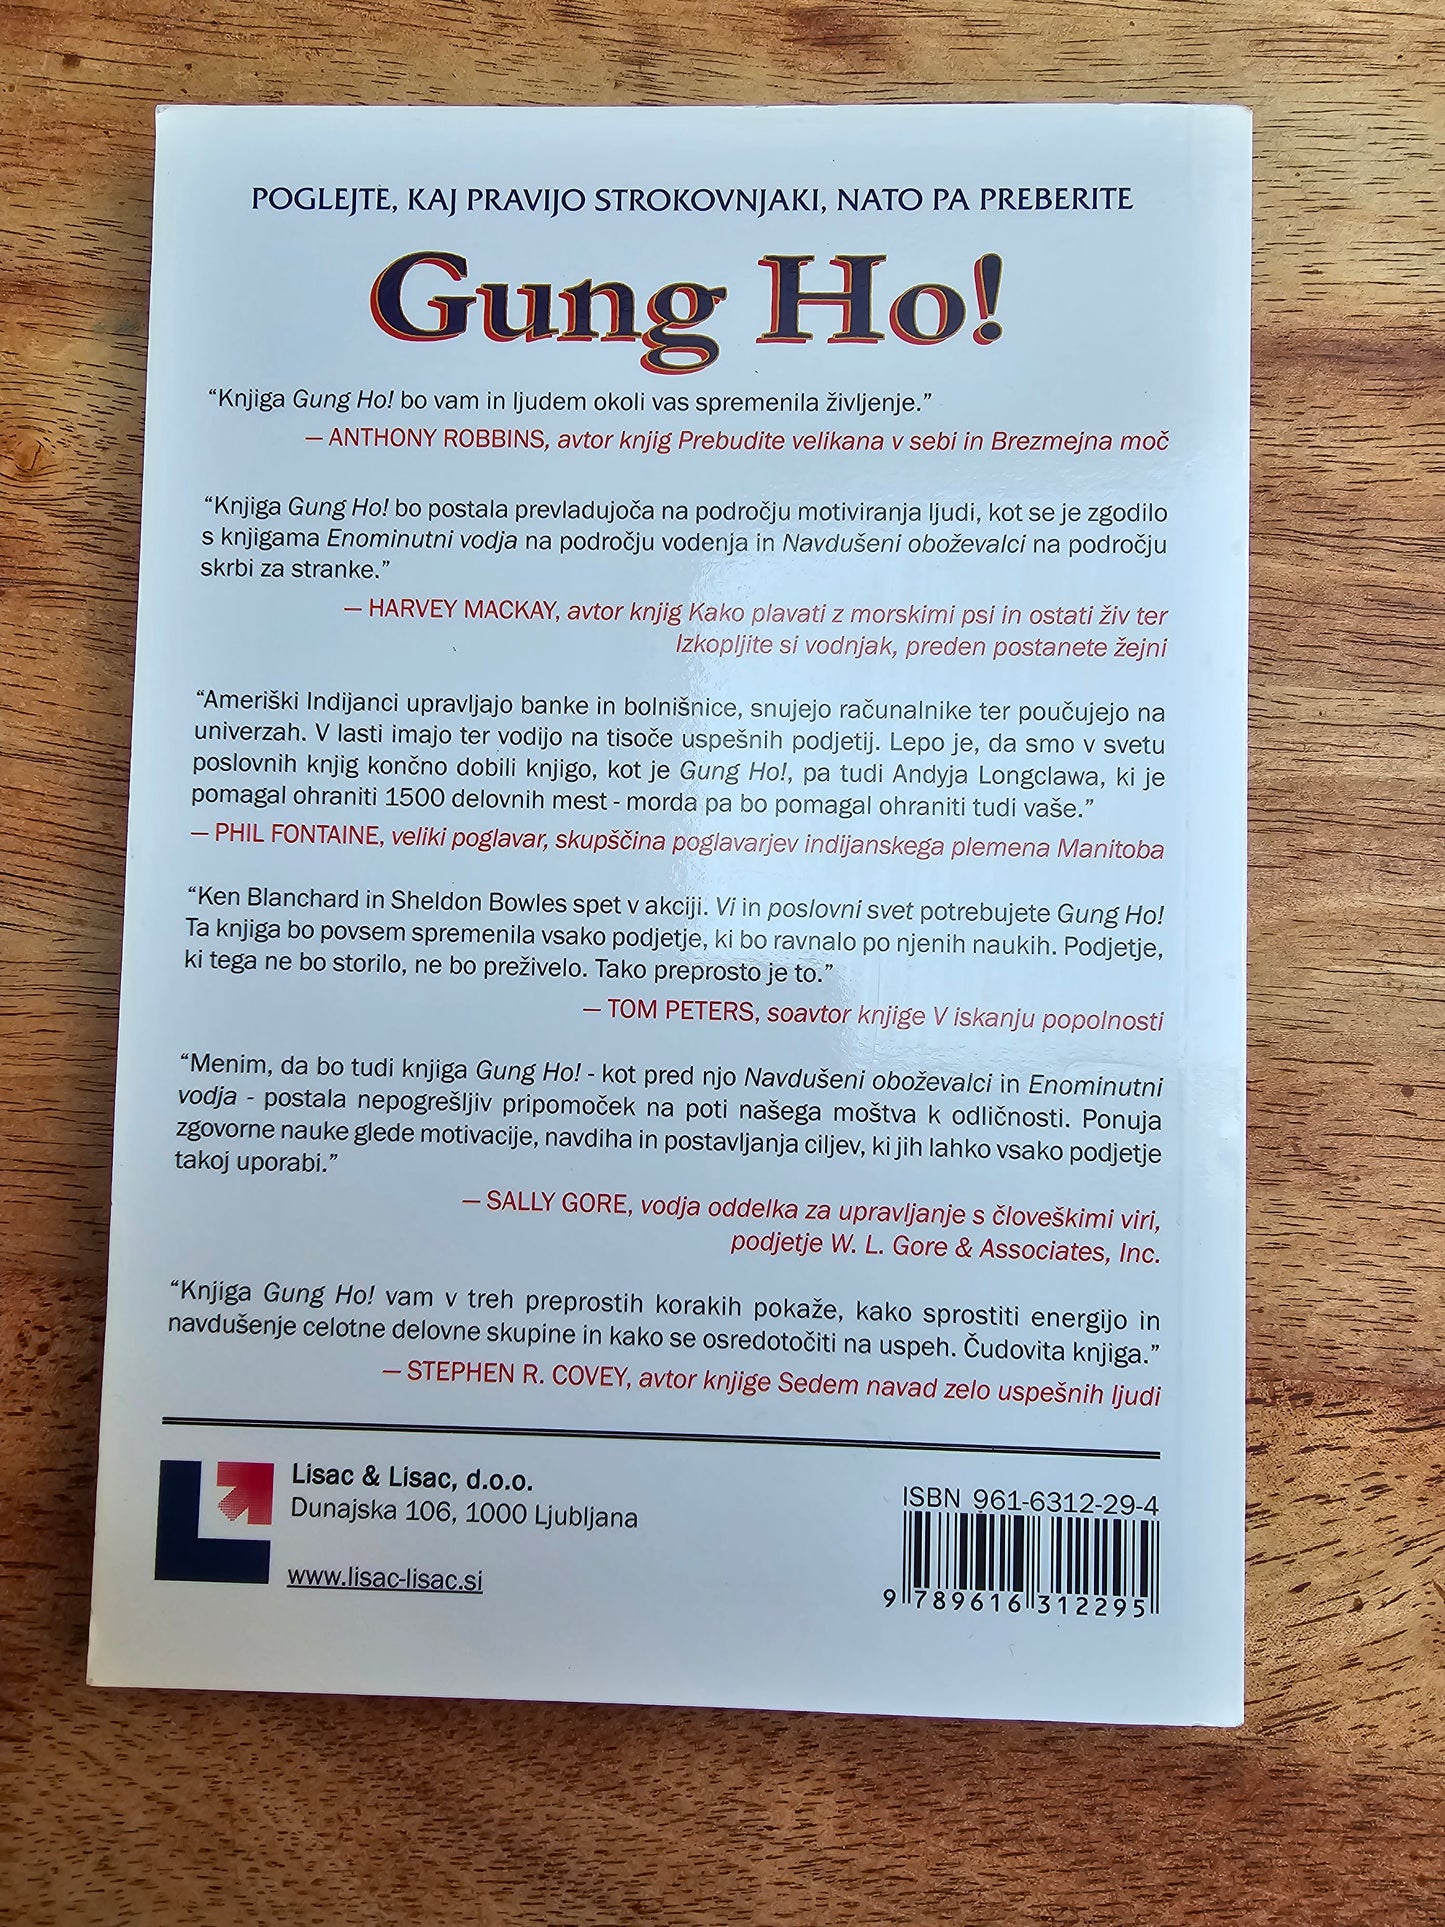 POGLEJTE, KAJ PRAVIJO STROKOVNJAKI, NATO PA PREBERITE
Gung Ho!
“Knjiga Gung Ho! bo vam in ljudem okoli vas spremenila življenje.”
— ANTHONY ROBBINS, avtor knjig Prebudite velikana v sebi in Brezmejna moč
“Knjiga Gung Ho! bo postala prevladujoča na področju motiviranja ljudi, kot se je zgodilo
s knjigama Enominutni vodja na področju vodenja in Navdušeni oboževalci na področju
skrbi za stranke.”
— HARVEY MACKAY, avtor knjig Kako plavati z morskimi psi in ostati živ ter
Izkopljite si vodnjak, preden postanete žejni
“Ameriški Indijanci upravljajo banke in bolnišnice, snujejo računalnike ter poučujejo na
univerzah. V lasti imajo ter vodijo na tisoče uspešnih podjetij. Lepo je, da smo v svetu
poslovnih knjig končno dobili knjigo, kot je Gung Ho!, pa tudi Andyja Longclawa, ki je
pomagal ohraniti 1500 delovnih mest - morda pa bo pomagal ohraniti tudi vaše.”
— PHIL FONTAINE, veliki poglavar, skupščina poglavarjev indijanskega plemena Manitoba
“Ken Blanchard in Sheldon Bowles spet v akciji. Vi in poslovni svet potrebujete Gung Ho!
Ta knjiga bo povsem spremenila vsako podjetje, ki bo ravnalo po njenih naukih. Podjetje,
ki tega ne bo storilo, ne bo preživelo. Tako preprosto je to.”
— TOM PETERS, soavtor knjige V iskanju popolnosti
“Menim, da bo tudi knjiga Gung Ho! - kot pred njo Navdušeni oboževalci in Enominutni
vodja - postala nepogrešljiv pripomoček na poti našega moštva k odličnosti. Ponuja
zgovorne nauke glede motivacije, navdiha in postavljanja ciljev, ki jih lahko vsako podjetje
takoj uporabi.”
— SALLY GORE, vodja oddelka za upravljanje s človeškimi viri,
podjetje W. L. Gore & Associates, Inc.
“Knjiga Gung Ho! vam v treh preprostih korakih pokaže, kako sprostiti energijo in
navdušenje celotne delovne skupine in kako se osredotočiti na uspeh. Čudovita knjiga.”
— STEPHEN R. COVEY, avtor knjige Sedem navad zelo uspešnih ljudi
Lisac & Lisac, d.o.o.
Dunajska 106, 1000 Ljubljana
www.lisac-lisac.si
ISBN 961-6312-29-4
9 789616 312295